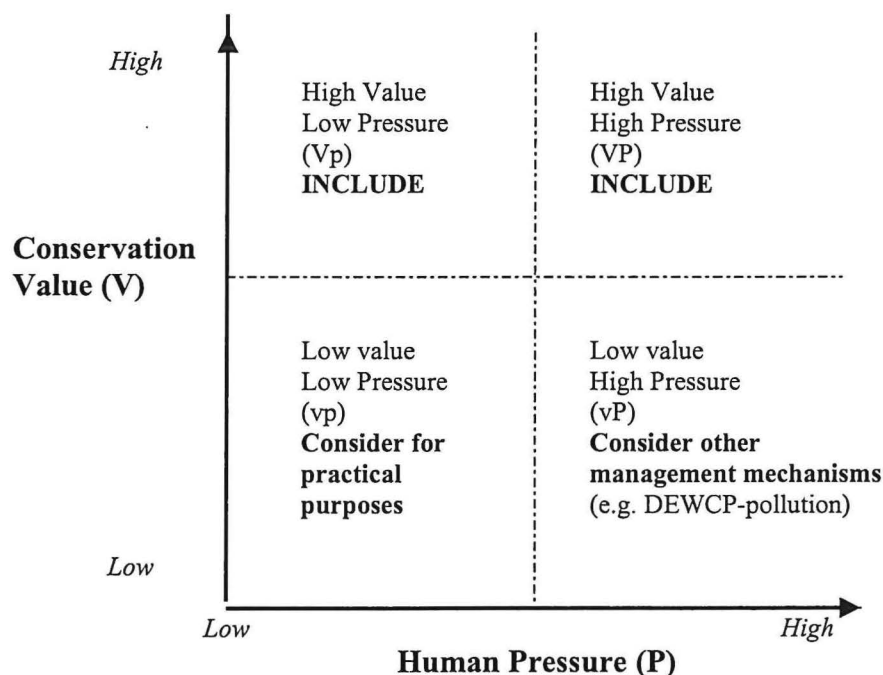 High
High Value
Low Pressure
(Vp)
INCLUDE
High Value
High Pressure
(VP)
INCLUDE
Conservation
Value (V)
Low value
Low Pressure
(vp)
Consider for
practical
purposes
Low value
High Pressure
(vP)
Consider other
management mechanisms
(e.g. DEWCP-pollution)
Low
Low
High
Human Pressure (P)